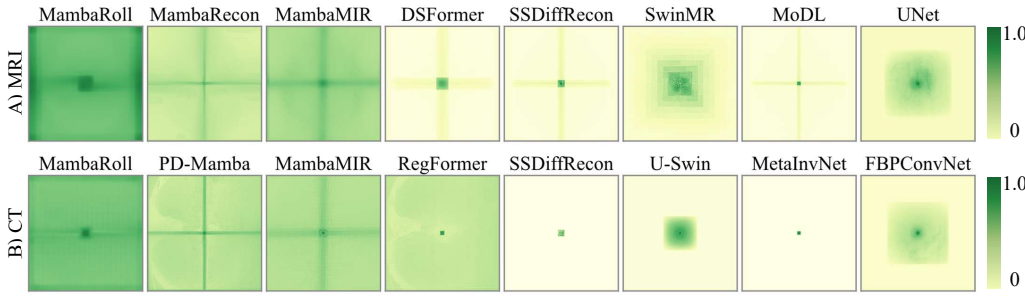 MambaRoll MambaRecon MambaMIR DSFormer SSDiffRecon SwinMR MoDL UNet
A) MRI
1.0
0
MambaRoll PD-Mamba MambaMIR RegFormer SSDiffRecon U-Swin MetaInvNet FBPConvNet
B) CT
1.0
0